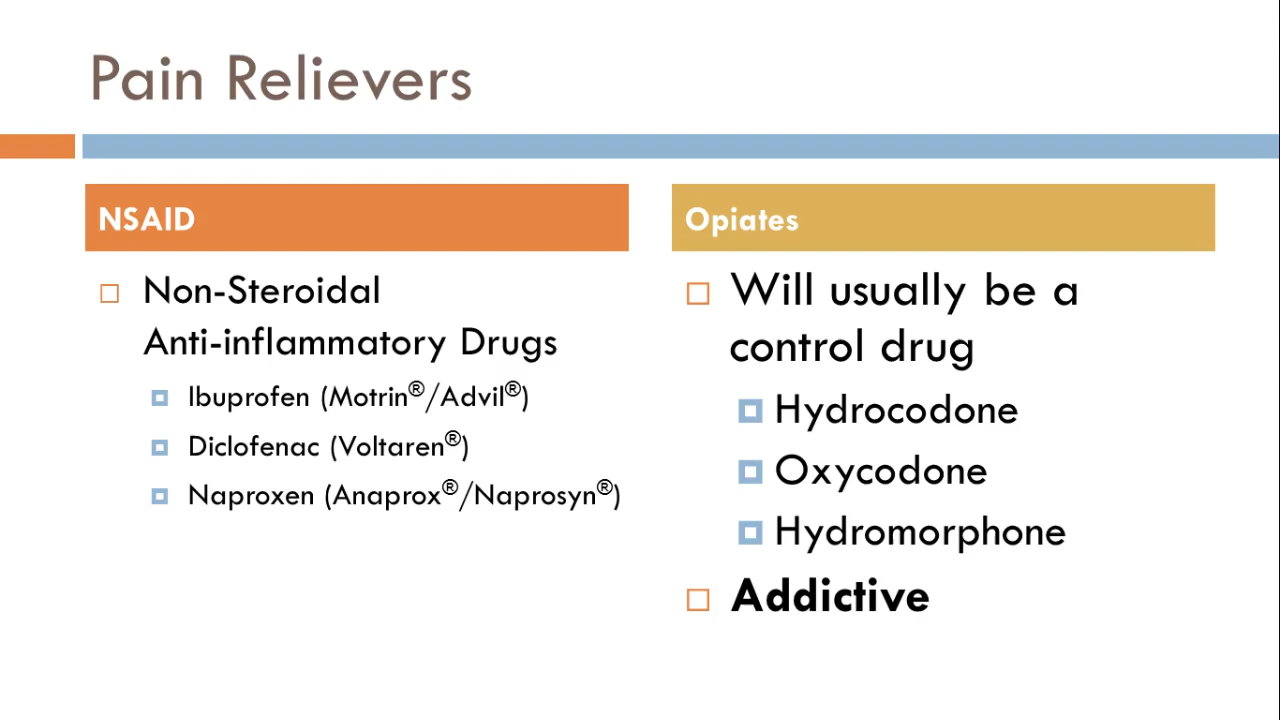 Pain Relievers
NSAID
Non-Steroidal
Anti-inflammatory Drugs
Ibuprofen (Motrin®/Advil®)
Diclofenac (Voltaren®)
Naproxen (Anaprox®/Naprosyn®)
Opiates
Will usually be a
control drug
Hydrocodone
Oxycodone
Hydromorphone
Addictive